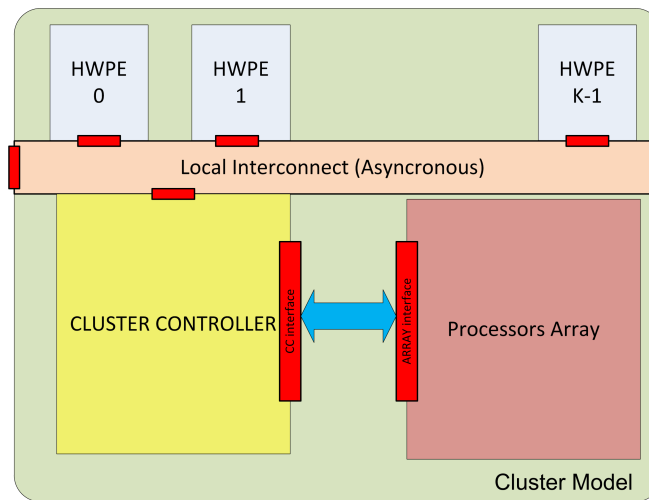 HWPE
0
HWPE
1
HWPE
K-1
Local Interconnect (Asyncronous)
CLUSTER CONTROLLER
CC interface
ARRAY interface
Processors Array
Cluster Model